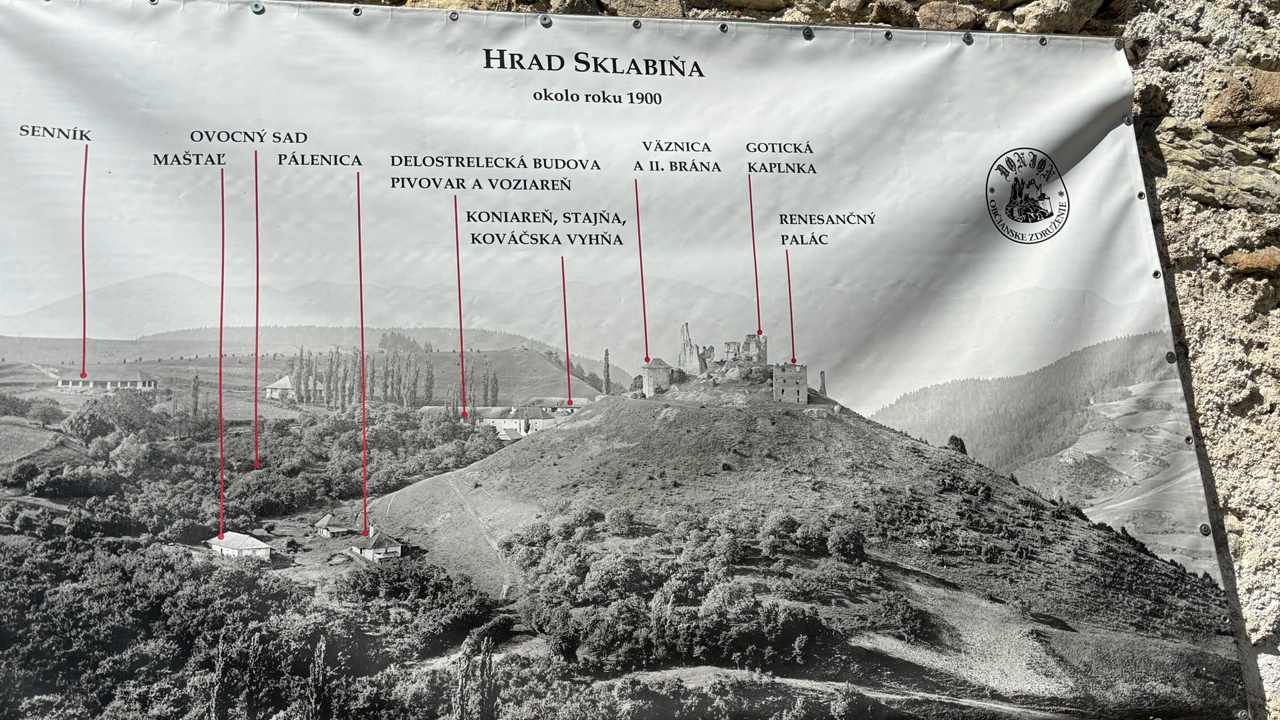 HRAD SKLABIŇA
okolo roku 1900
SENNÍK
OVOCNÝ SAD
MAŠTAĽ
PÁLENICA
DELOSTRELECKÁ BUDOVA
PIVOVAR A VOZIAREŇ
KONIAREŇ, STAJŇA,
KOVÁČSKA VYHŇA
VÄZNICA
A II. BRÁNA
GOTICKÁ
KAPLNKA
RENESANČNÝ
PALÁC
DONJON
OBČIANSKE ZDRUŽENIE